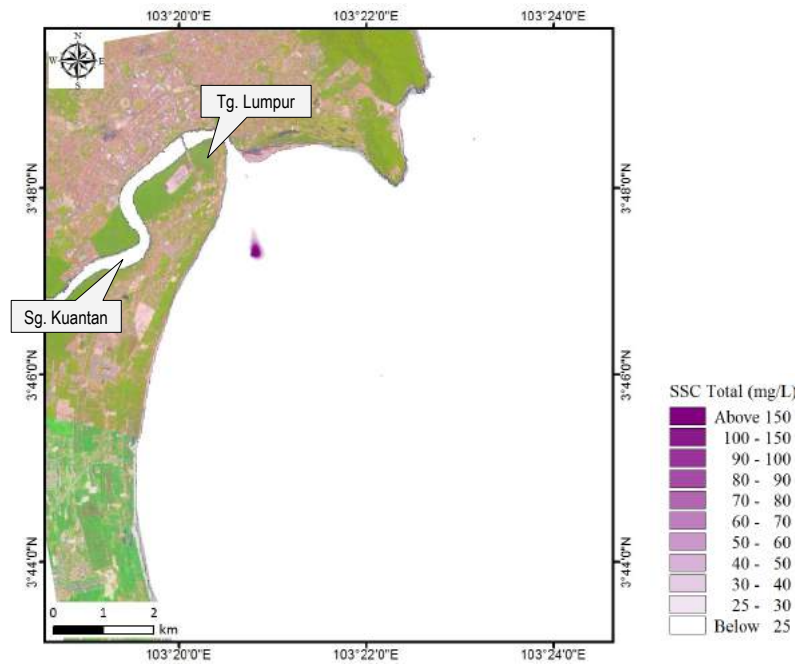 103°20'0"E 103°22'0"E 103°24'0"E
N
W E
S
Tg. Lumpur
3°48'0"N 3°48'0"N
Sg. Kuantan
3°46'0"N 3°46'0"N
SSC Total (mg/L)
Above 150
100 - 150
90 - 100
80 - 90
70 - 80
60 - 70
50 - 60
40 - 50
30 - 40
25 - 30
Below 25
3°44'0"N 3°44'0"N
0 1 2
km
103°20'0"E 103°22'0"E 103°24'0"E